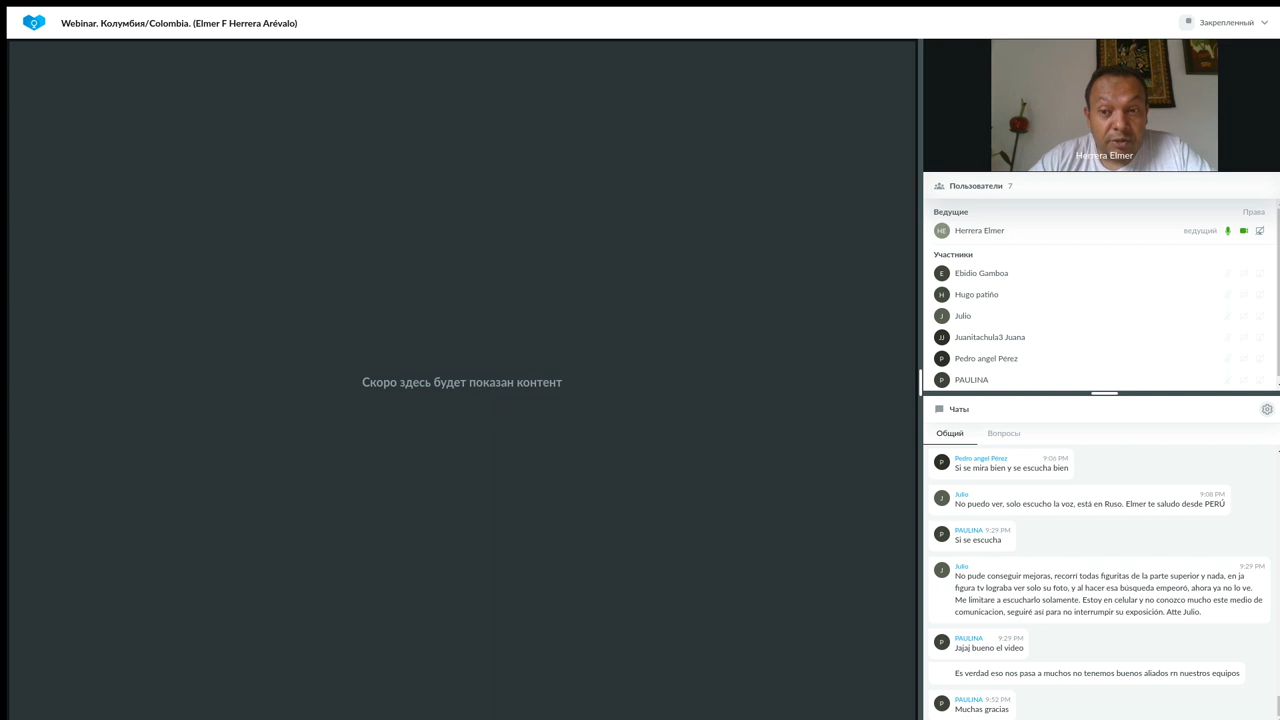 Webinar. Колумбия/Colombia. (Elmer F Herrera Arévalo)
Закрепленный
Скоро здесь будет показан контент
Herrera Elmer
Пользователи 7
Ведущие
Права
HE
Herrera Elmer
ведущий
Участники
E
Ebidio Gamboa
H
Hugo patiño
J
Julio
JJ
Juanitachula3 Juana
P
Pedro angel Pérez
P
PAULINA
Чаты
Общий
Вопросы
P
Pedro angel Pérez 9:06 PM
Si se mira bien y se escucha bien
J
Julio 9:08 PM
No puedo ver, solo escucho la voz, está en Ruso. Elmer te saludo desde PERÚ
P
PAULINA 9:29 PM
Si se escucha
J
Julio 9:29 PM
No pude conseguir mejoras, recorrí todas figuritas de la parte superior y nada, en ja
figura tv lograba ver solo su foto, y al hacer esa búsqueda empeoró, ahora ya no lo ve.
Me limitare a escucharlo solamente. Estoy en celular y no conozco mucho este medio de
comunicacion, seguiré así para no interrumpir su exposición. Atte Julio.
P
PAULINA 9:29 PM
Jajaj bueno el video
Es verdad eso nos pasa a muchos no tenemos buenos aliados rn nuestros equipos
P
PAULINA 9:52 PM
Muchas gracias